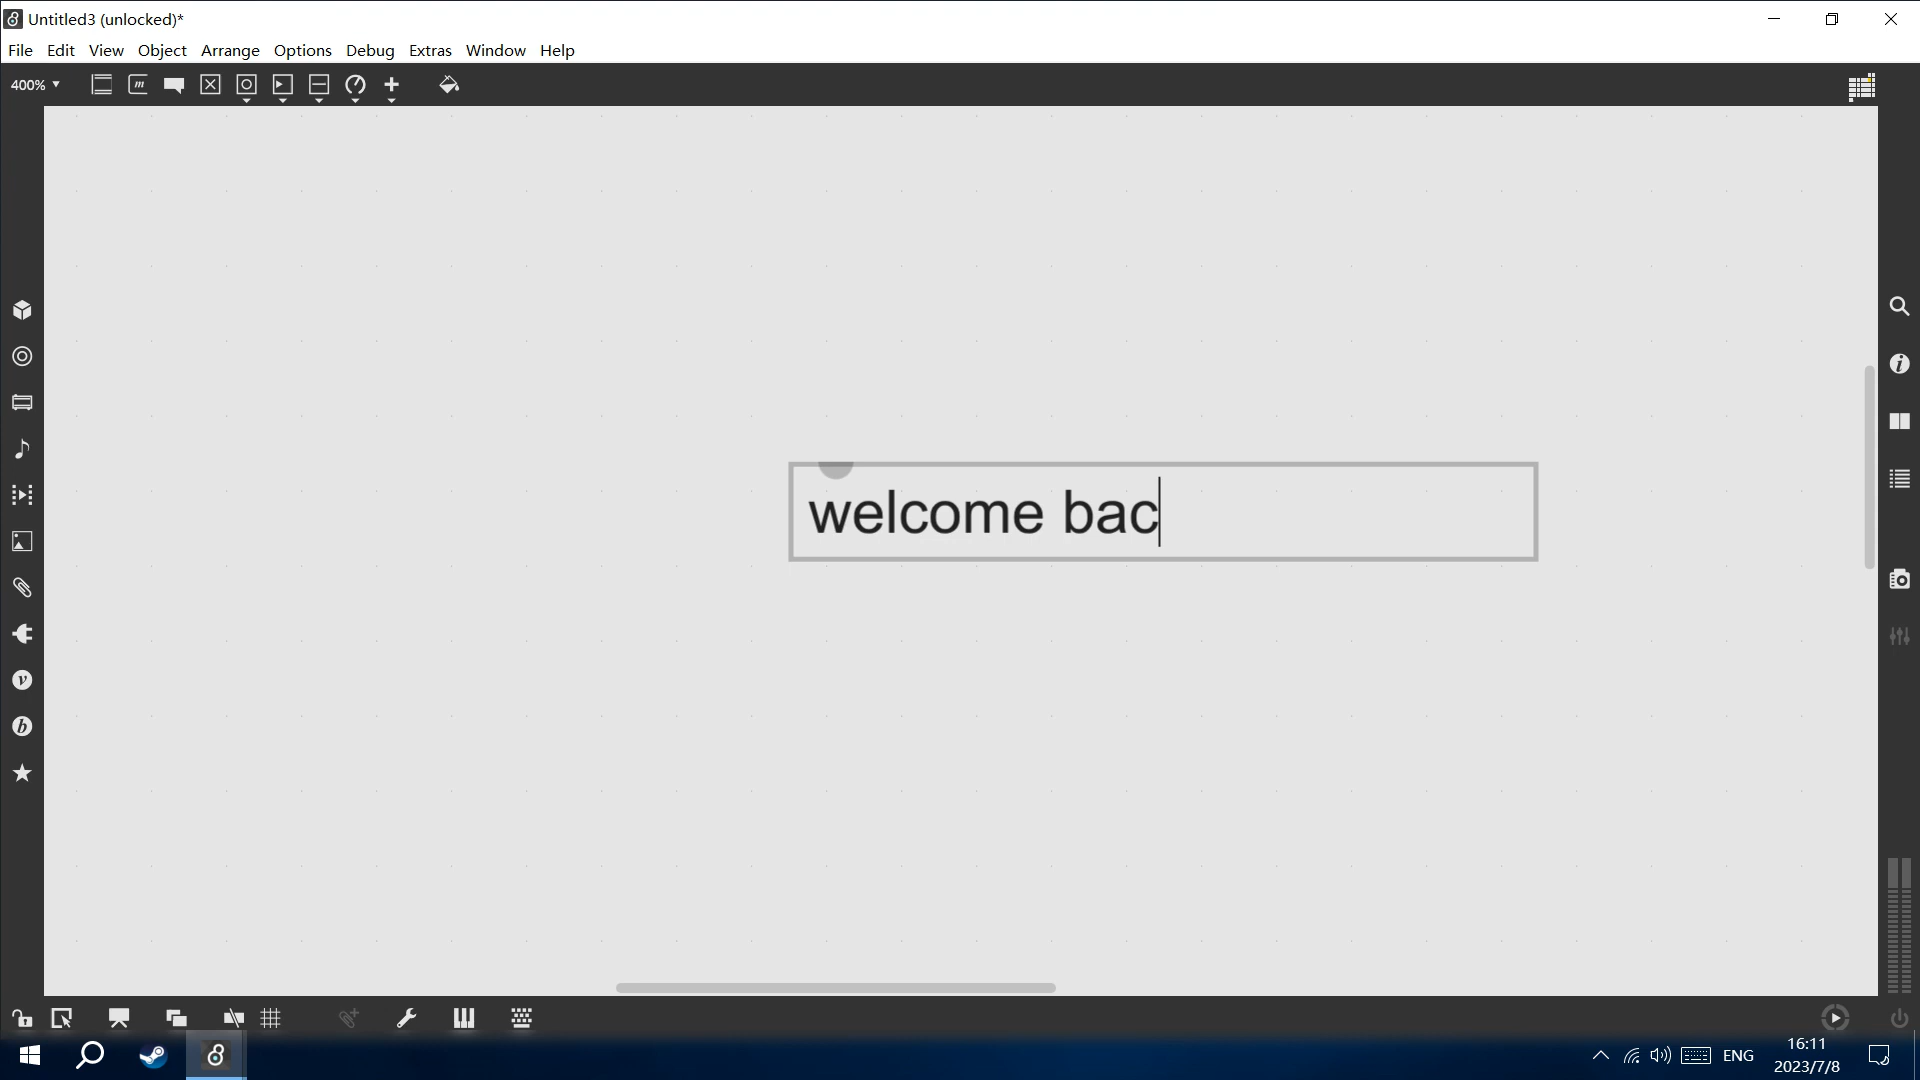 Untitled3 (unlocked)*
File Edit View Object Arrange Options Debug Extras Window Help
400%
welcome bac
ENG
16:11
2023/7/8